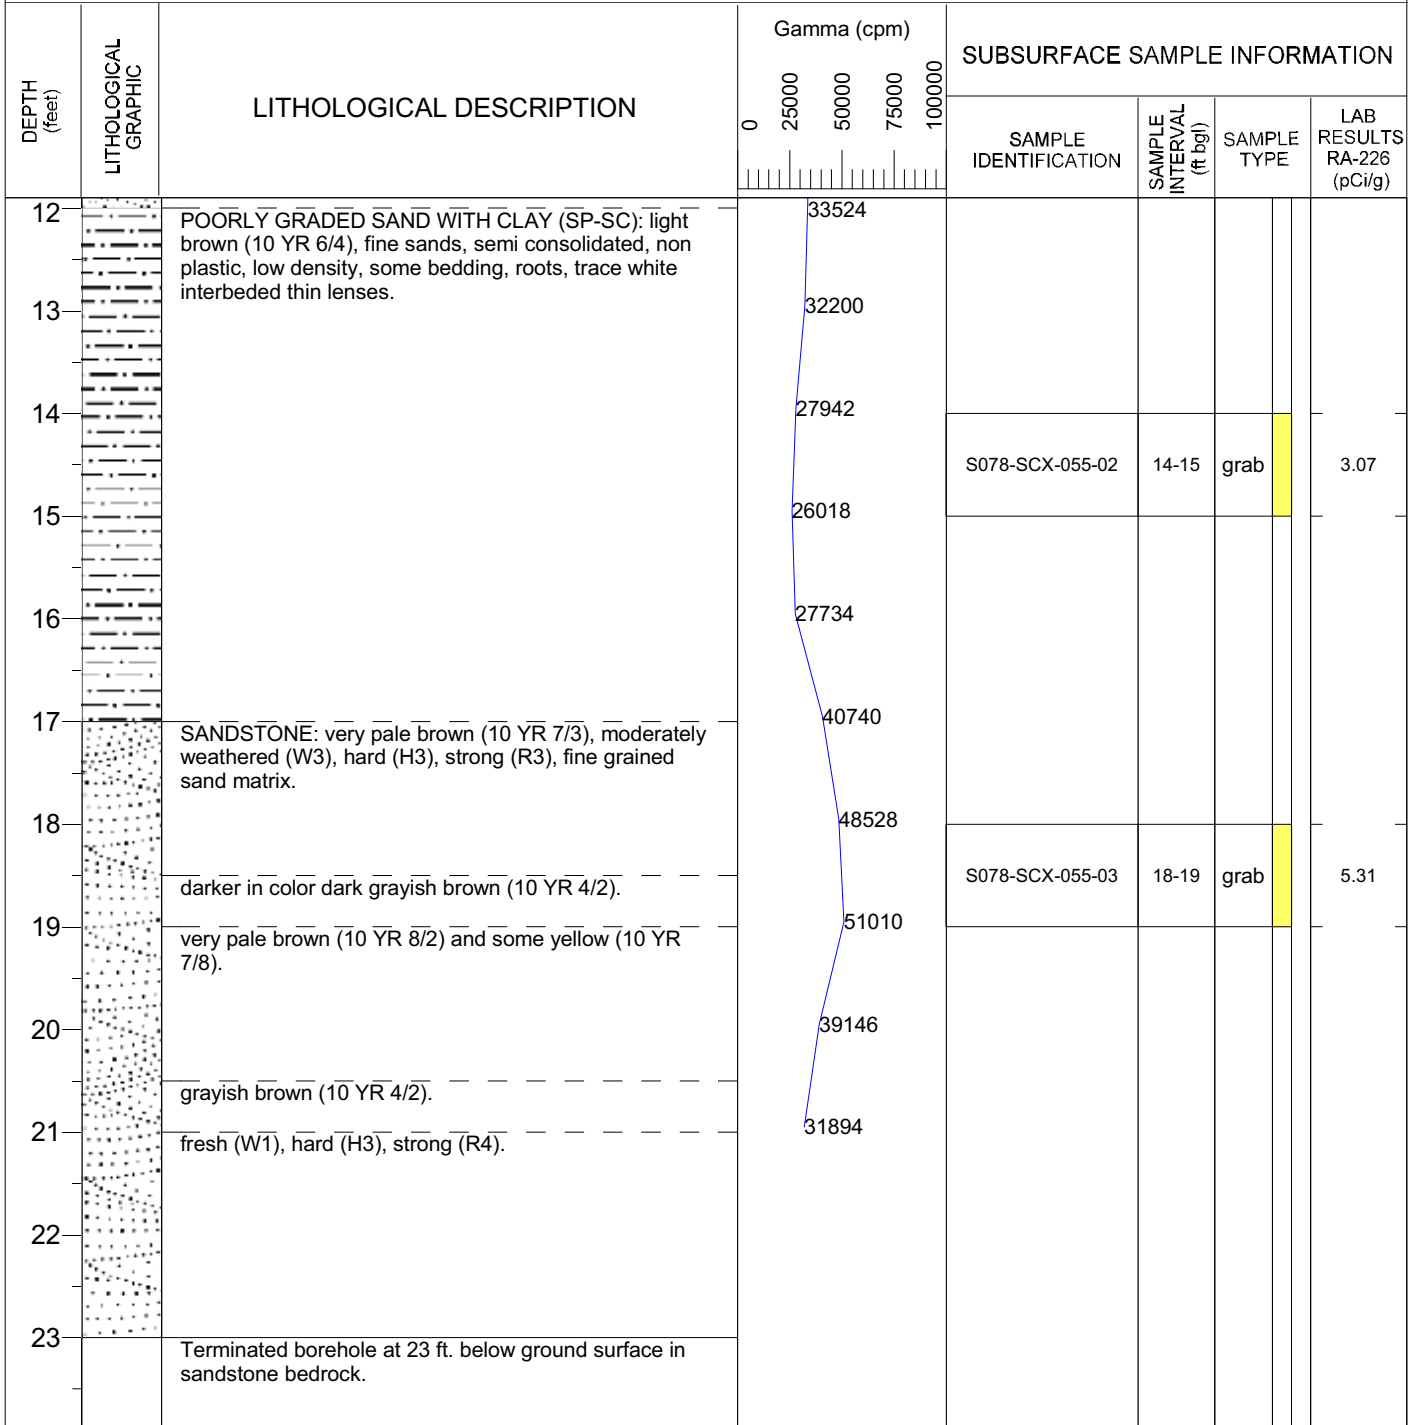 DEPTH
(feet)
LITHOLOGICAL
GRAPHIC
LITHOLOGICAL DESCRIPTION
Gamma (cpm)
0
25000
50000
75000
100000
SUBSURFACE SAMPLE INFORMATION
SAMPLE
IDENTIFICATION
SAMPLE
INTERVAL
(ft bgl)
SAMPLE
TYPE
LAB
RESULTS
RA-226
(pCi/g)
12
POORLY GRADED SAND WITH CLAY (SP-SC): light
brown (10 YR 6/4), fine sands, semi consolidated, non
plastic, low density, some bedding, roots, trace white
interbeded thin lenses.
33524
13
32200
14
27942
S078-SCX-055-02
14-15
grab
3.07
15
26018
16
27734
17
SANDSTONE: very pale brown (10 YR 7/3), moderately
weathered (W3), hard (H3), strong (R3), fine grained
sand matrix.
40740
18
48528
darker in color dark grayish brown (10 YR 4/2).
S078-SCX-055-03
18-19
grab
5.31
19
very pale brown (10 YR 8/2) and some yellow (10 YR
7/8).
51010
20
39146
grayish brown (10 YR 4/2).
21
fresh (W1), hard (H3), strong (R4).
31894
22
23
Terminated borehole at 23 ft. below ground surface in
sandstone bedrock.